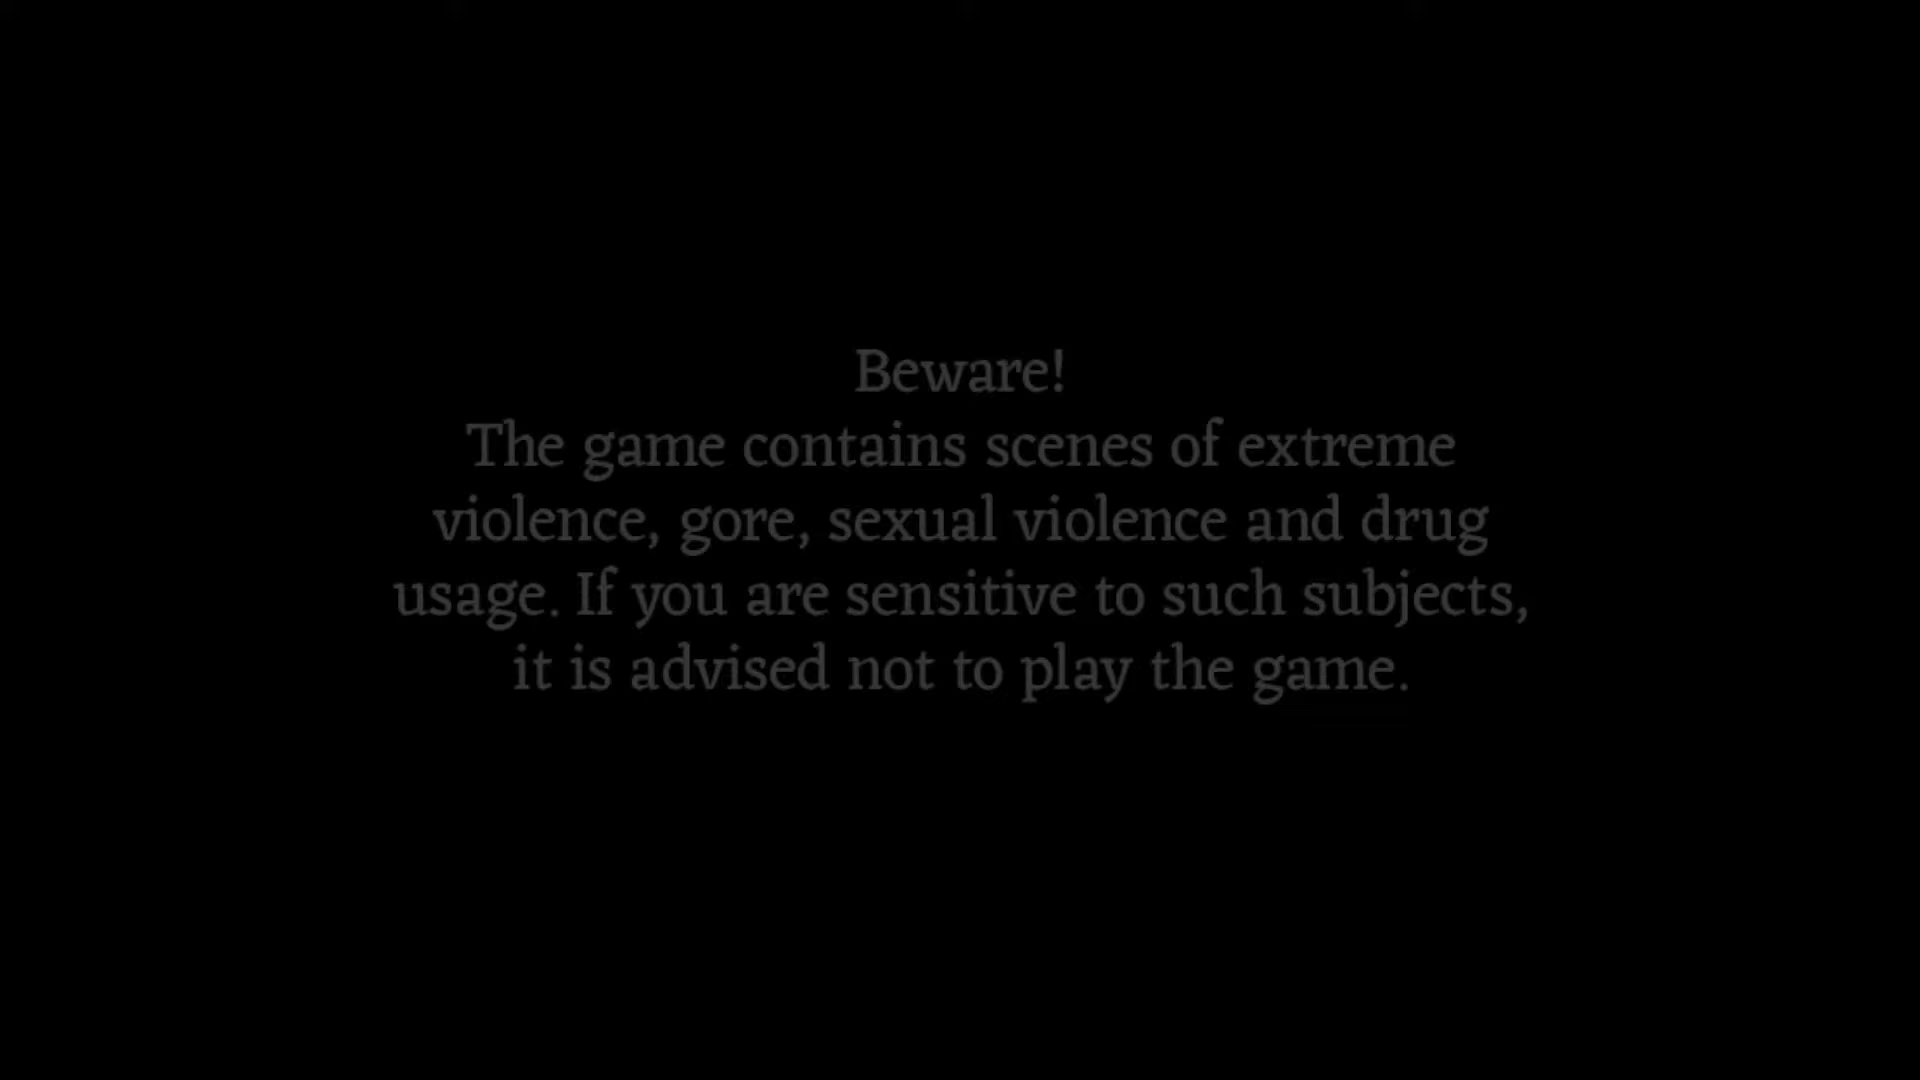 Beware!
The game contains scenes of extreme
violence, gore, sexual violence and drug
usage. If you are sensitive to such subjects,
it is advised not to play the game.